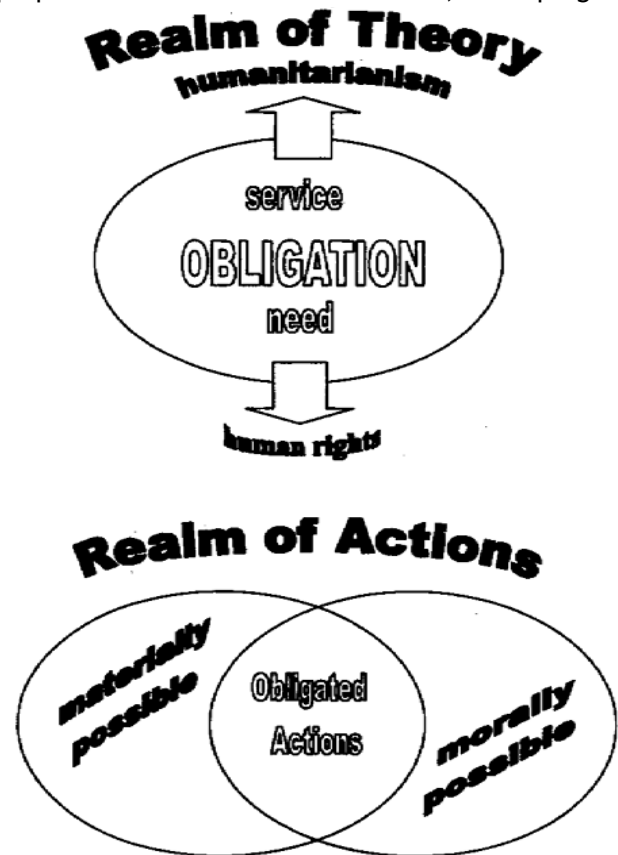 Realm of Theory
humanitarianism
service
OBLIGATION
need
human rights
Realm of Actions
materially
possible
Obligated
Actions
morally
possible